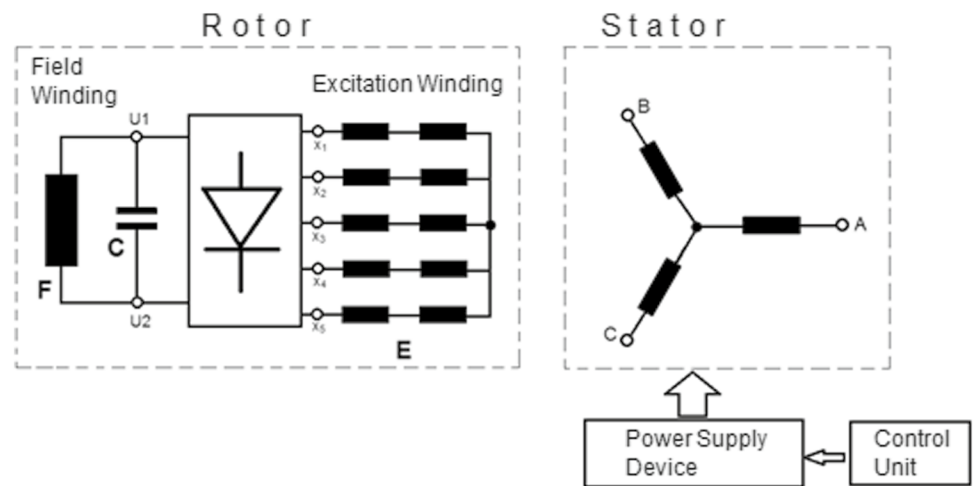 Rotor
Stator
Field
Winding
Excitation Winding
U1
X₁
X₂
X₃
X₄
X₅
C
F
U2
E
B
A
C
Power Supply
Device
Control
Unit